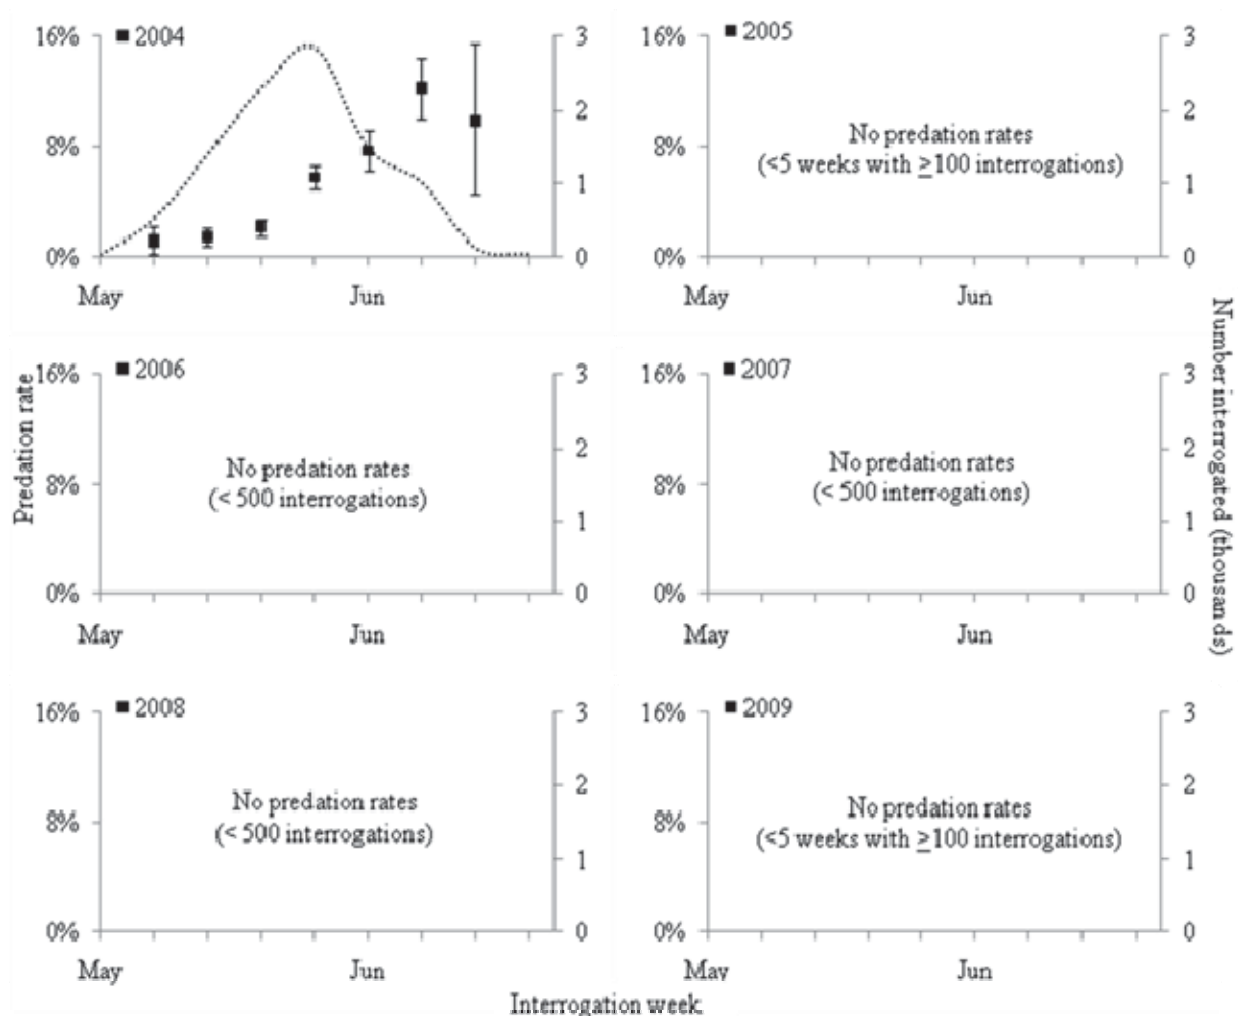 16%
2004
3
8%
2
1
0%
0
May
Jun
16%
2005
3
No predation rates
(<5 weeks with ≥100 interrogations)
8%
2
1
0%
0
May
Jun
Predation rate
Number interrogated (thousands)
16%
2006
3
No predation rates
(< 500 interrogations)
8%
2
1
0%
0
May
Jun
16%
2007
3
No predation rates
(< 500 interrogations)
8%
2
1
0%
0
May
Jun
16%
2008
3
No predation rates
(< 500 interrogations)
8%
2
1
0%
0
May
Jun
16%
2009
3
No predation rates
(<5 weeks with ≥100 interrogations)
8%
2
1
0%
0
May
Jun
Interrogation week